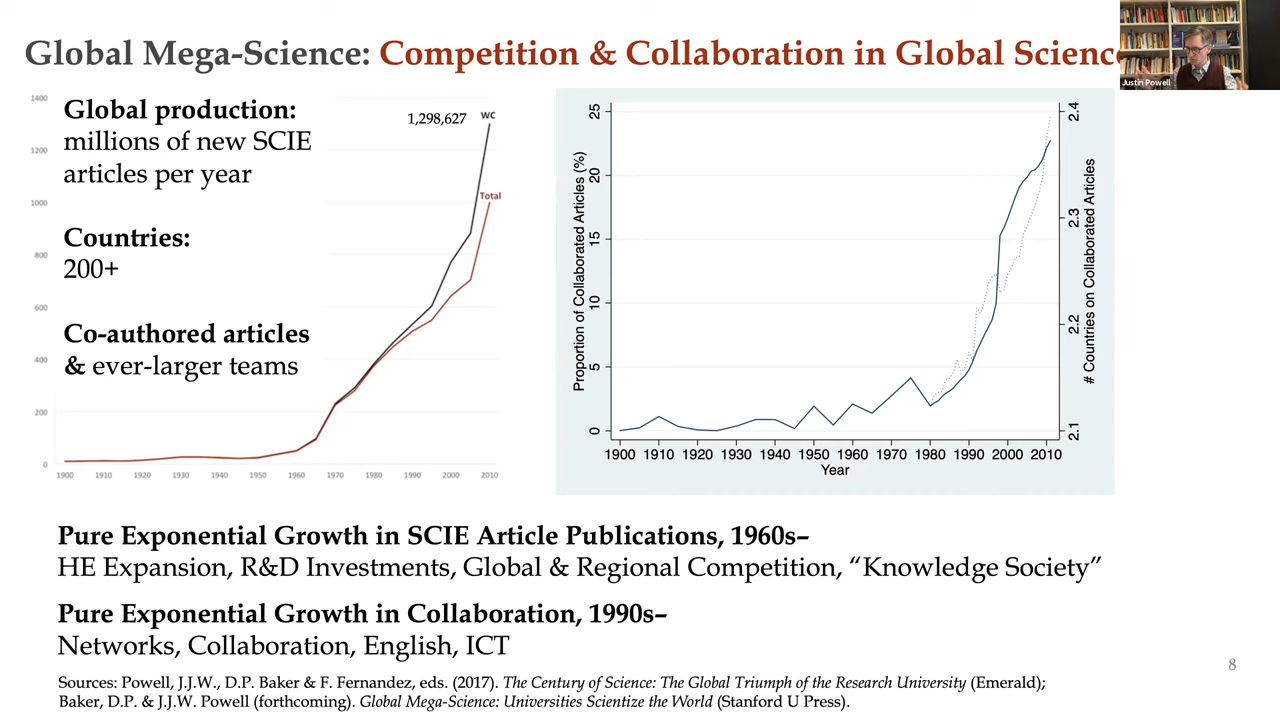 Global Mega-Science: Competition & Collaboration in Global Scienc
Justin Powell
Global production:
millions of new SCIE
articles per year
Countries:
200+
Co-authored articles
& ever-larger teams
1400
1200
1000
800
600
400
200
0
1,298,627
WC
Total
1900 1910 1920 1930 1940 1950 1960 1970 1980 1990 2000 2010
Proportion of Collaborated Articles (%)
25
20
15
10
5
0
2.4
2.3
2.2
2.1
# Countries on Collaborated Articles
1900 1910 1920 1930 1940 1950 1960 1970 1980 1990 2000 2010
Year
Pure Exponential Growth in SCIE Article Publications, 1960s–
HE Expansion, R&D Investments, Global & Regional Competition, “Knowledge Society”
Pure Exponential Growth in Collaboration, 1990s–
Networks, Collaboration, English, ICT
8
Sources: Powell, J.J.W., D.P. Baker & F. Fernandez, eds. (2017). The Century of Science: The Global Triumph of the Research University (Emerald);
Baker, D.P. & J.J.W. Powell (forthcoming). Global Mega-Science: Universities Scientize the World (Stanford U Press).